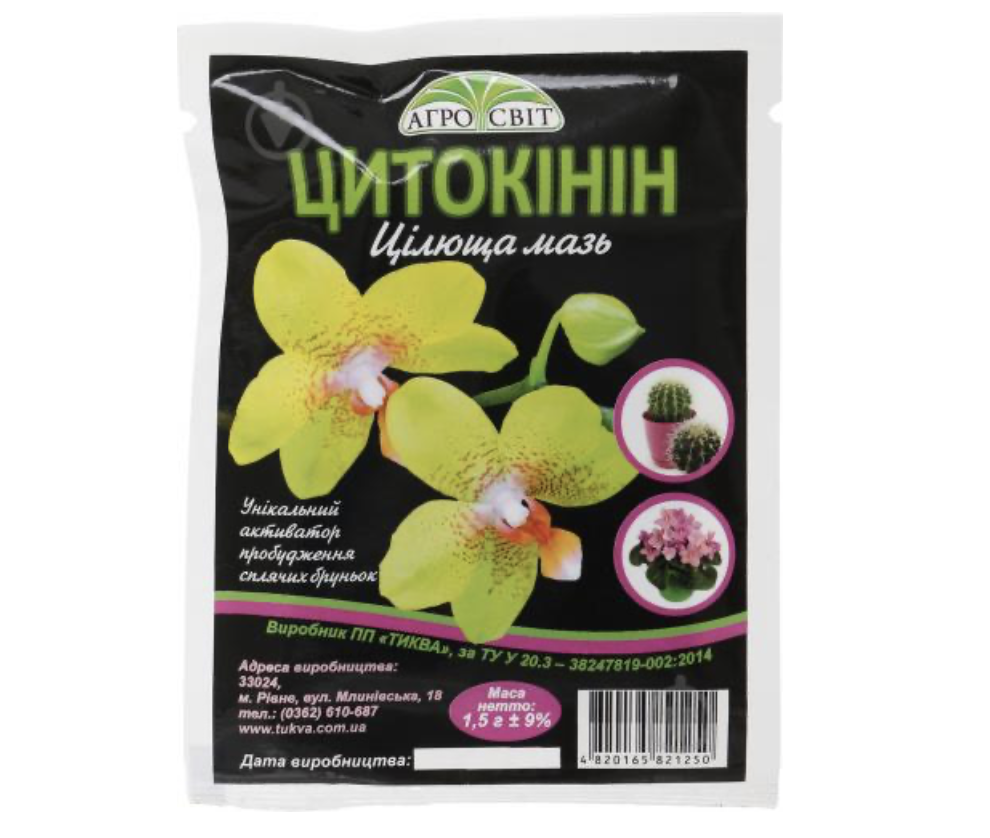 АГРО СВІТ
ЦИТОКІНІН
Цілюща мазь
Унікальний
активатор
пробудження
сплячих бруньок
Виробник ПП «ТИКВА», за ТУ У 20.3 – 38247819-002:2014
Адреса виробництва:
33024,
м. Рівне, вул. Млинівська, 18
тел.: (0362) 610-687
www.tukva.com.ua
Маса
нетто:
1,5 г ± 9%
Дата виробництва:
4 820165 821250